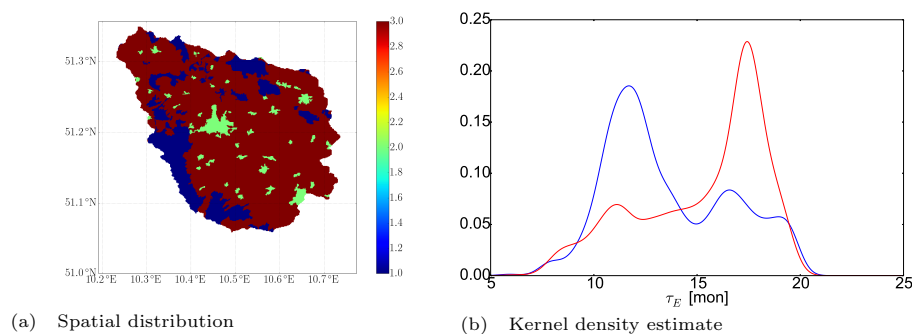 51.3°N
51.2°N
51.1°N
51.0°N
10.2°E 10.3°E 10.4°E 10.5°E 10.6°E 10.7°E
3.0
2.8
2.6
2.4
2.2
2.0
1.8
1.6
1.4
1.2
1.0
(a) Spatial distribution
0.25
0.20
0.15
0.10
0.05
0.00
5 10 15 20 25
τE [mon]
(b) Kernel density estimate